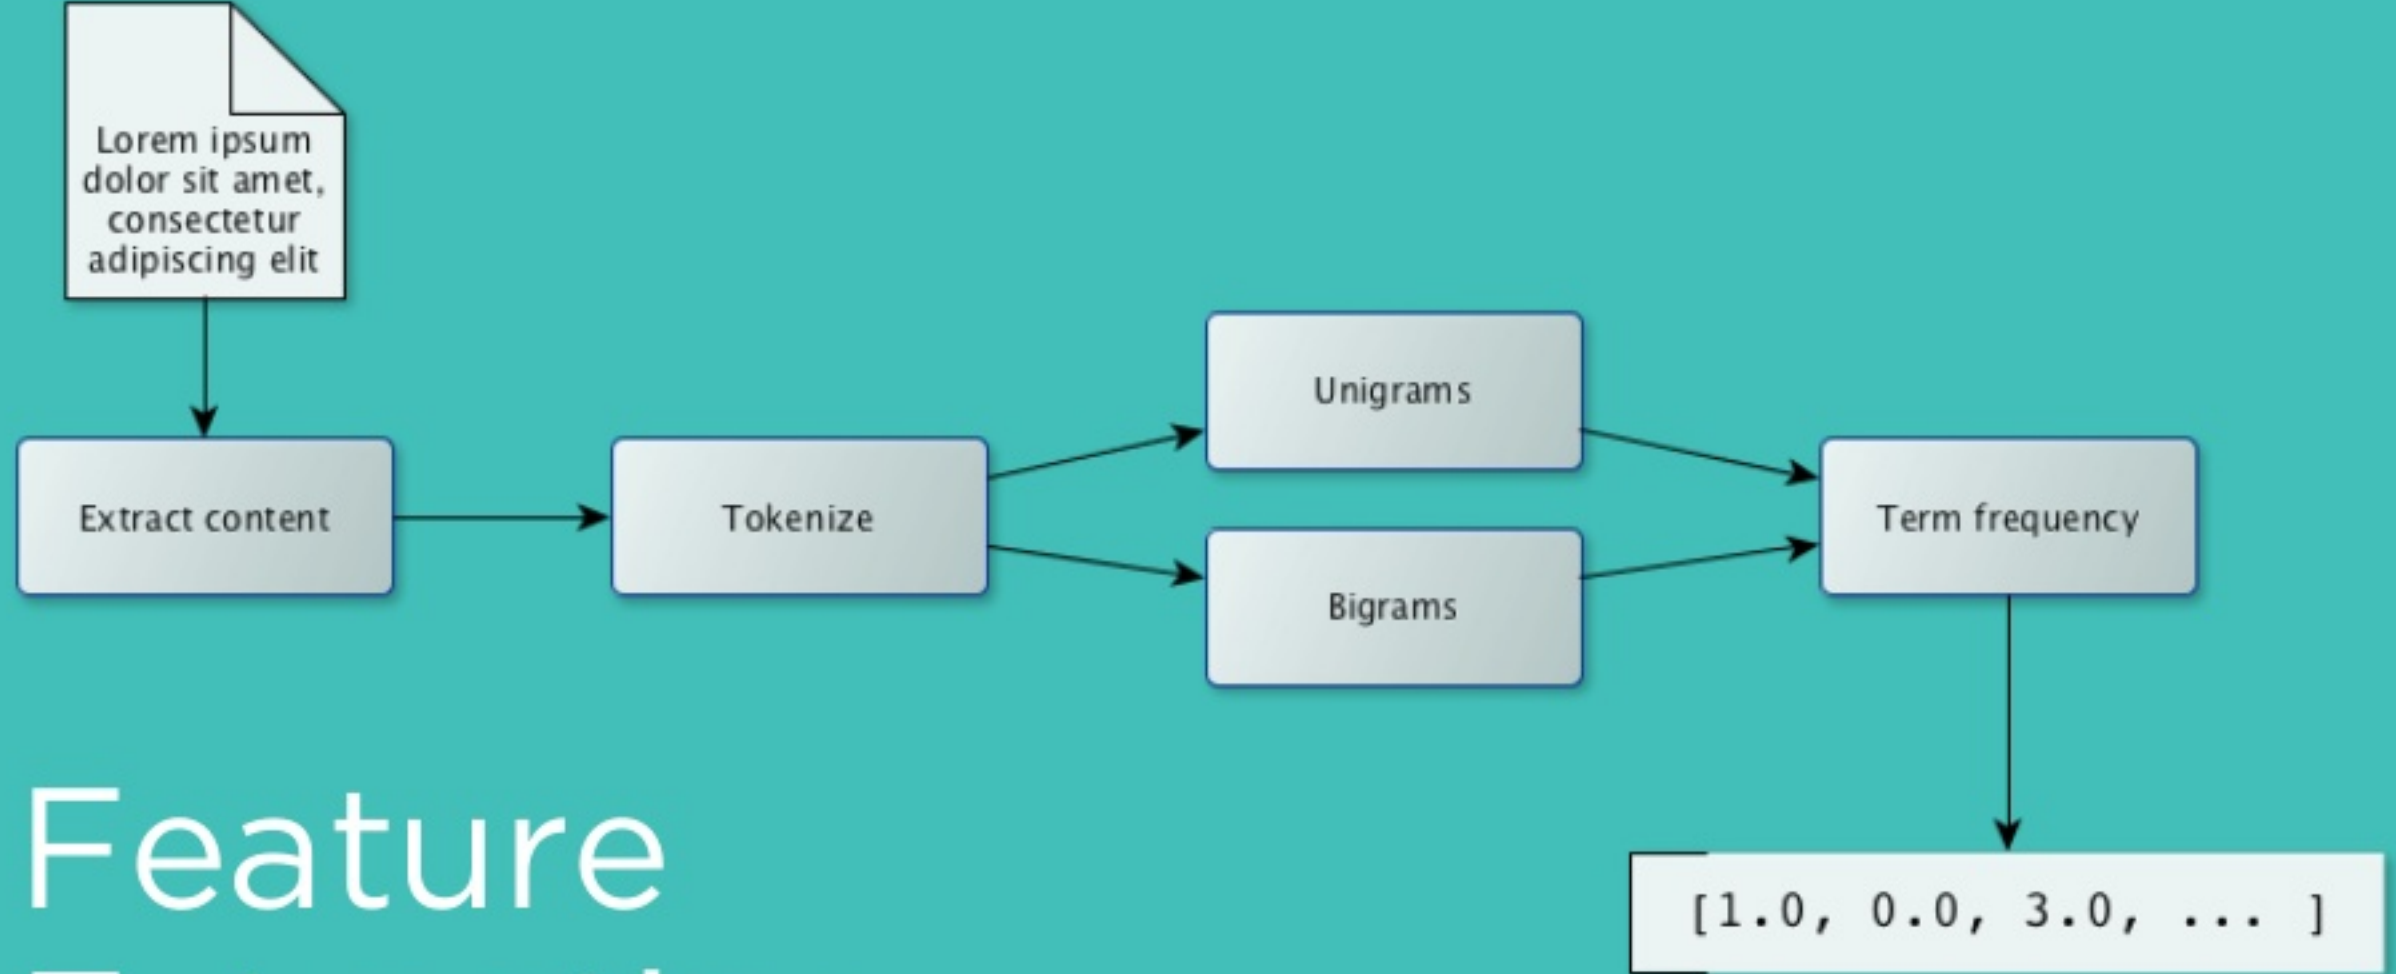 Lorem ipsum
dolor sit amet,
consectetur
adipiscing elit
Extract content
Tokenize
Unigrams
Bigrams
Term frequency
[1.0, 0.0, 3.0, ... ]
Feature